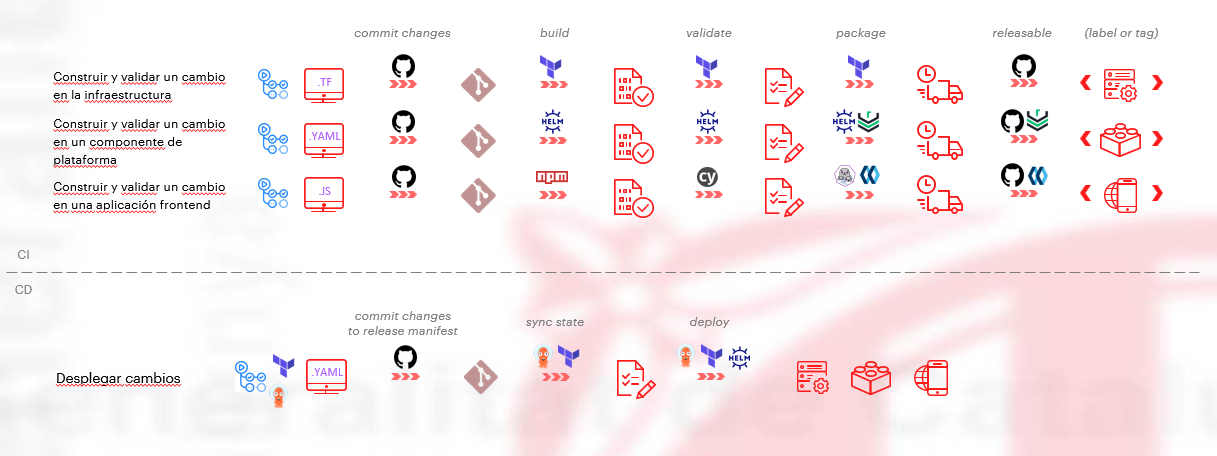 commit changes
build
validate
package
releasable
(label or tag)
Construir y validar un cambio
en la infraestructura
.TF
Construir y validar un cambio
en un componente de
plataforma
.YAML
HELM
HELM
HELM
r
Construir y validar un cambio
en una aplicación frontend
.JS
npm
cy
CI
CD
commit changes
to release manifest
sync state
deploy
Desplegar cambios
.YAML
HELM